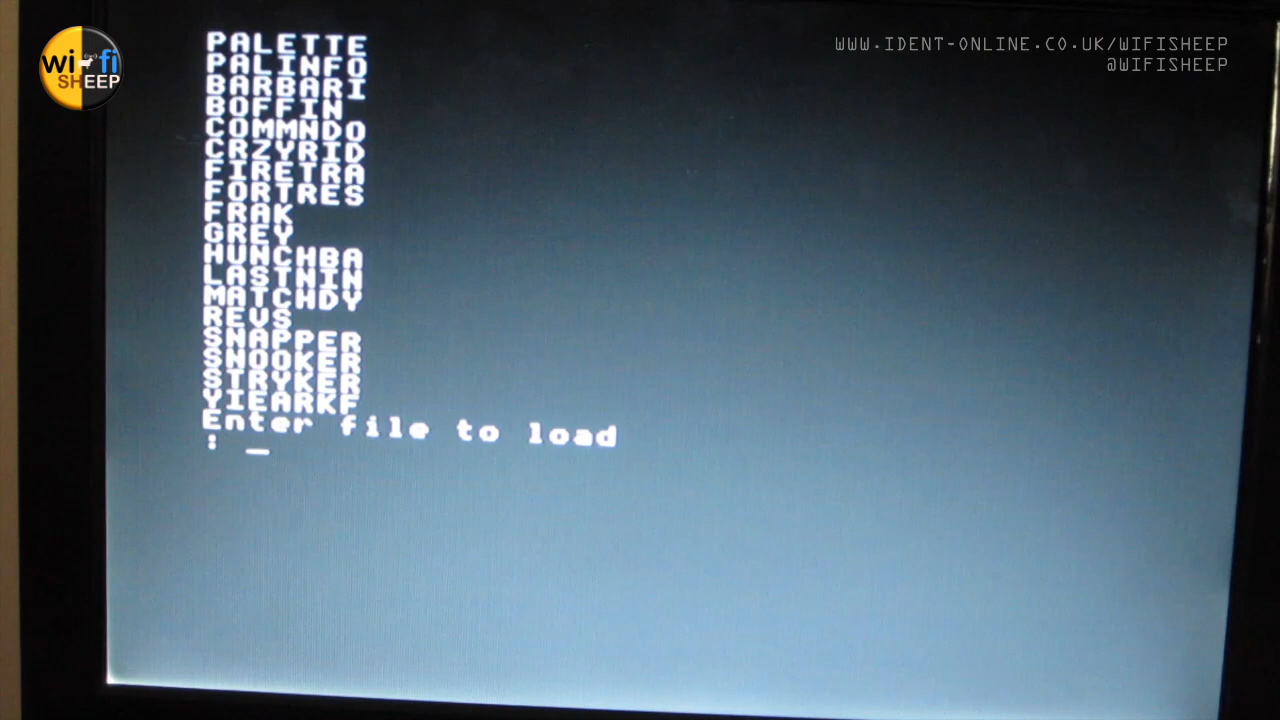 wi-fi
SHEEP
WWW.IDENT-ONLINE.CO.UK/WIFISHEEP
@WIFISHEEP
PALETTE
PALINFO
BARBARI
BOFFIN
COMMNDO
CRZYRID
FIRETRA
FORTRES
FRAK
GREY
HUNCHBA
LASTNIN
MATCHDY
REVS
SNAPPER
SNOOKER
STRYKER
YIEARKF
Enter file to load
: _